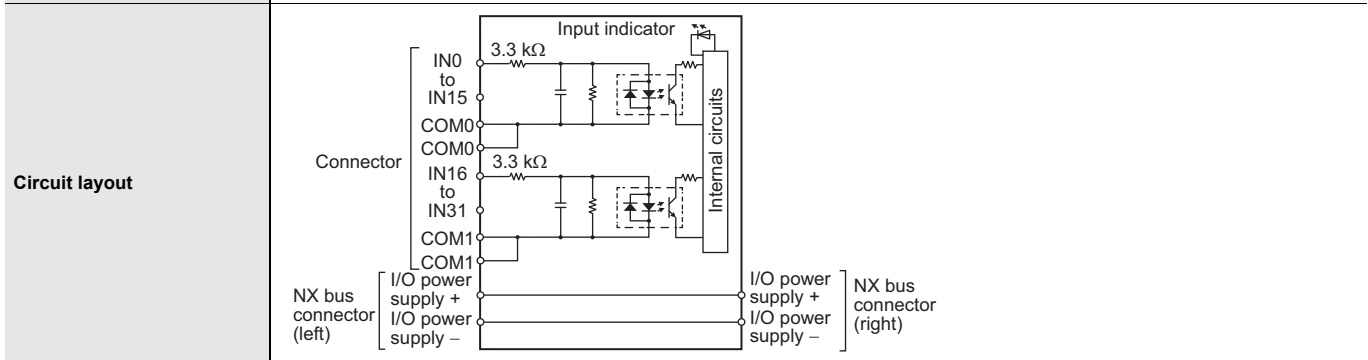 Circuit layout
Input indicator
Connector
IN0
to
IN15
COM0
COM0
IN16
to
IN31
COM1
COM1
3.3 kΩ
3.3 kΩ
Internal circuits
NX bus
connector
(left)
I/O power
supply +
I/O power
supply –
I/O power
supply +
I/O power
supply –
NX bus
connector
(right)